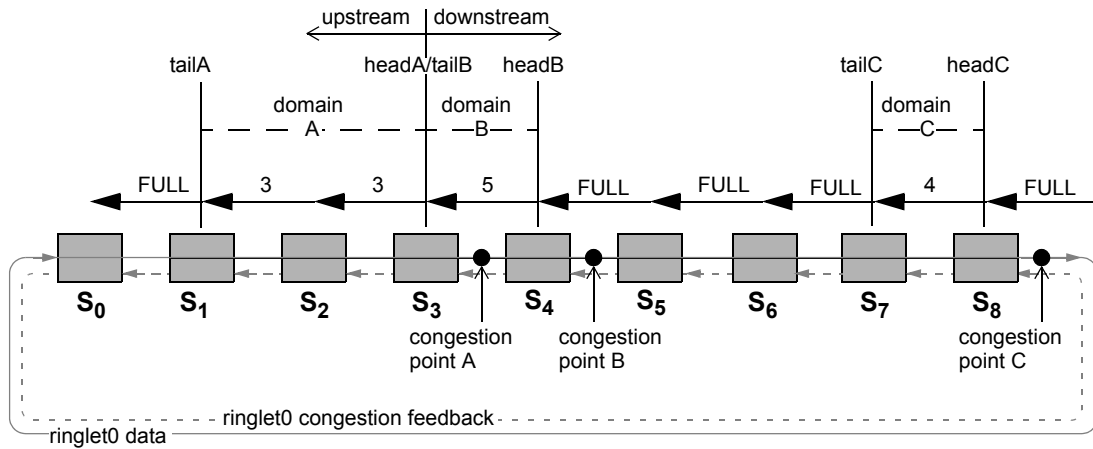 upstream downstream
tailA headA/tailB headB tailC headC
domain
A
domain
B
domain
C
FULL 3 3 5 FULL FULL FULL 4 FULL
S0 S1 S2 S3 S4 S5 S6 S7 S8
congestion
point A
congestion
point B
congestion
point C
ringlet0 congestion feedback
ringlet0 data